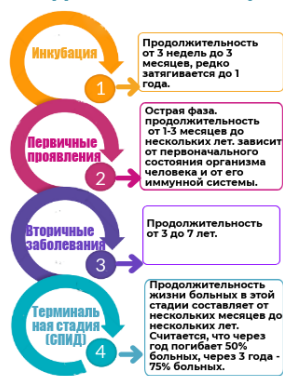 Инкубация
1
Продолжительность
от 3 недель до 3
месяцев, редко
затягивается до 1
года.
Первичные
проявления
2
Острая фаза.
продолжительность
от 1-3 месяцев до
нескольких лет. зависит
от первоначального
состояния организма
человека и от его
иммунной системы.
Вторичные
заболевания
3
Продолжительность
от 3 до 7 лет.
Терминаль
ная стадия
(СПИД)
4
Продолжительность
жизни больных в этой
стадии составляет от
нескольких месяцев до
нескольких лет.
Считается, что через
год погибает 50%
больных, через 3 года -
75% больных.